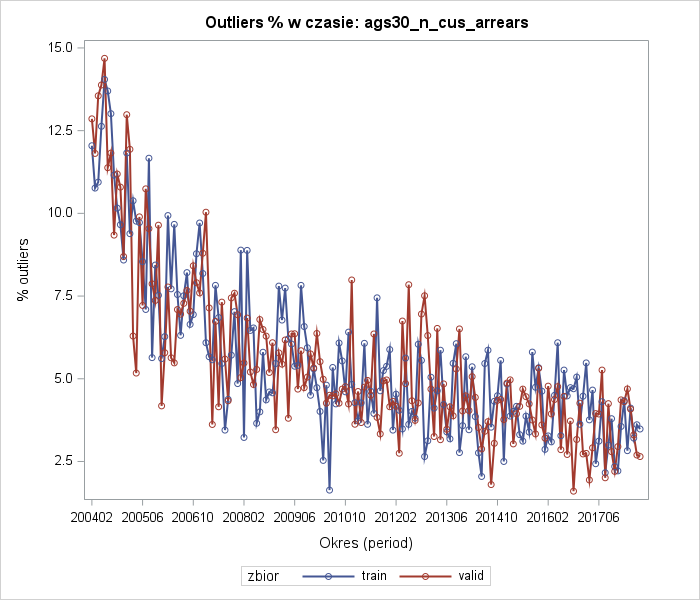 Outliers % w czasie: ags30_n_cus_arrears
15.0
12.5
10.0
7.5
5.0
2.5
% outliers
200402 200506 200610 200802 200906 201010 201202 201306 201410 201602 201706
Okres (period)
zbior train valid